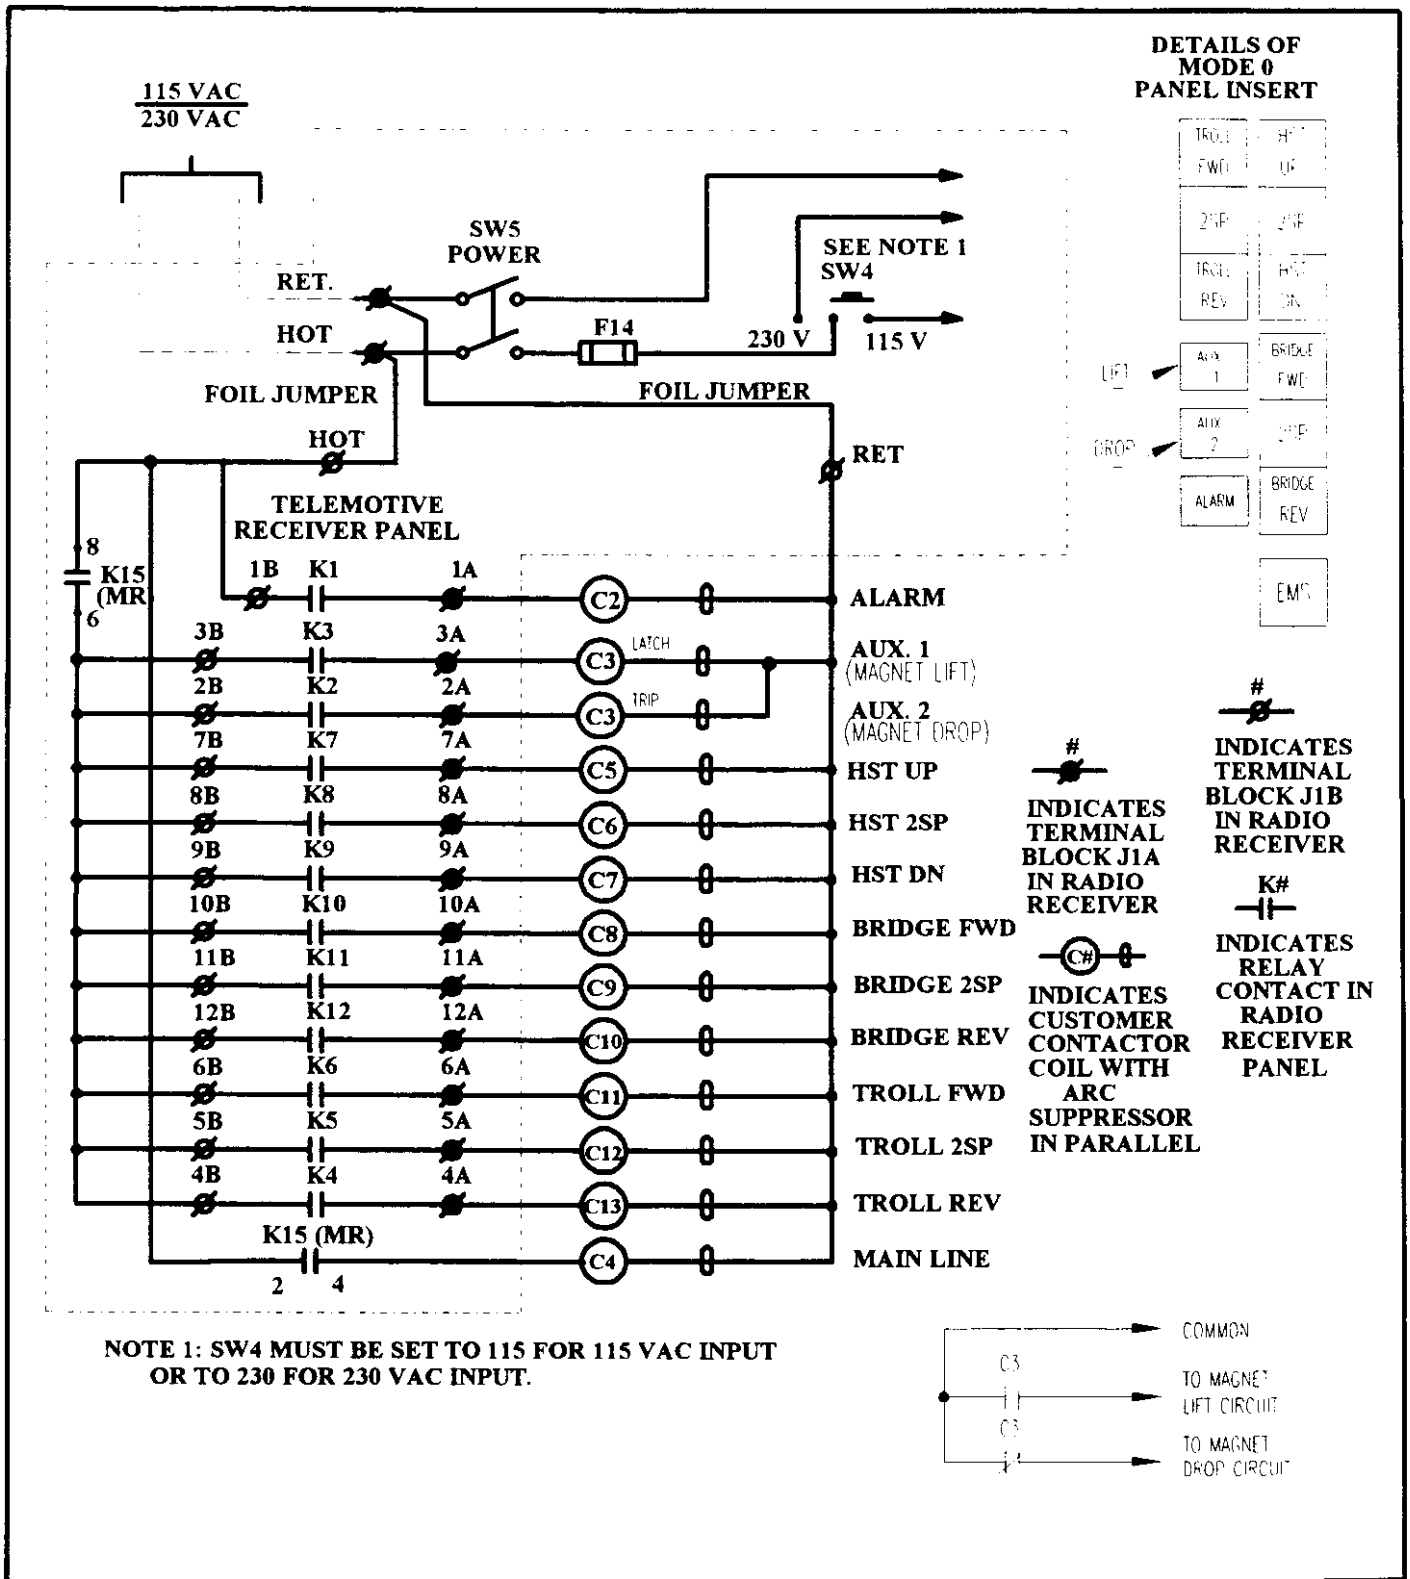 DETAILS OF
MODE 0
PANEL INSERT
115 VAC
230 VAC
TROLL
FWD
HST
UP
2SP
2SP
TROLL
REV
HST
DN
LIFT
AUX
1
BRIDGE
FWD
DROP
AUX
2
2SP
ALARM
BRIDGE
REV
EMS
SW5
POWER
SEE NOTE 1
SW4
RET.
HOT
F14
230 V
115 V
FOIL JUMPER
FOIL JUMPER
HOT
RET
TELEMOTIVE
RECEIVER PANEL
8
K15
(MR
6
1B K1 1A C2 ALARM
3B K3 3A C3 LATCH AUX. 1
(MAGNET LIFT)
2B K2 2A C3 TRIP AUX. 2
(MAGNET DROP)
7B K7 7A C5 HST UP
8B K8 8A C6 HST 2SP
9B K9 9A C7 HST DN
10B K10 10A C8 BRIDGE FWD
11B K11 11A C9 BRIDGE 2SP
12B K12 12A C10 BRIDGE REV
6B K6 6A C11 TROLL FWD
5B K5 5A C12 TROLL 2SP
4B K4 4A C13 TROLL REV
K15 (MR) C4 MAIN LINE
2 4
#
INDICATES
TERMINAL
BLOCK J1A
IN RADIO
RECEIVER
#
INDICATES
TERMINAL
BLOCK J1B
IN RADIO
RECEIVER
C#
INDICATES
CUSTOMER
CONTACTOR
COIL WITH
ARC
SUPPRESSOR
IN PARALLEL
K#
INDICATES
RELAY
CONTACT IN
RADIO
RECEIVER
PANEL
NOTE 1: SW4 MUST BE SET TO 115 FOR 115 VAC INPUT
OR TO 230 FOR 230 VAC INPUT.
COMMON
C3
TO MAGNET
LIFT CIRCUIT
C3
TO MAGNET
DROP CIRCUIT